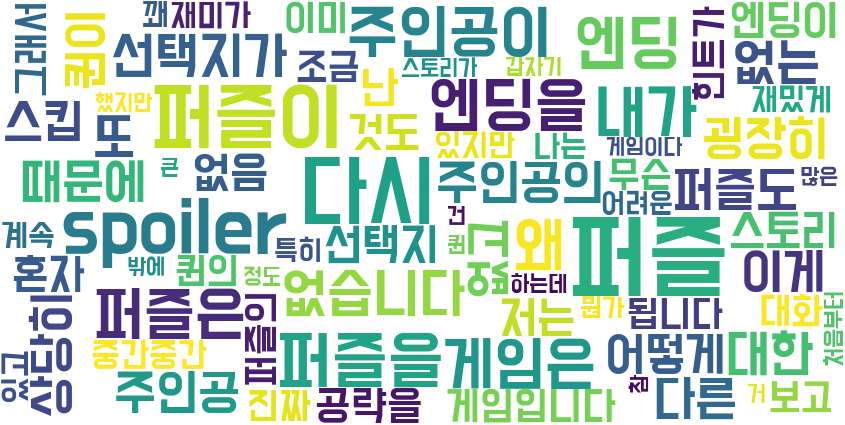 그래서
퀸이
꽤
재미가
이미
주인공이
엔딩
엔딩이
선택지가
조금
스토리가
갑자기
힌트가
없는
스킵
했지만
퍼즐이
난
엔딩을
내가
재밌게
또
것도
있지만
나는
게임이다
굉장히
때문에
큰
없음
다시
주인공의
무슨
퍼즐도
많은
어려운
계속
spoiler
특히
선택지
건
퀸
없고
왜
퍼즐
스토리
이게
혼자
밖에
퀸의
정도
없습니다
하는데
상당히
퍼즐은
퍼즐인
저는
뭔가
됩니다
대화
처음부터
있고
중간중간
퍼즐을
게임은
어떻게
대한
주인공
진짜
공략을
게임입니다
참
다른
거
보고